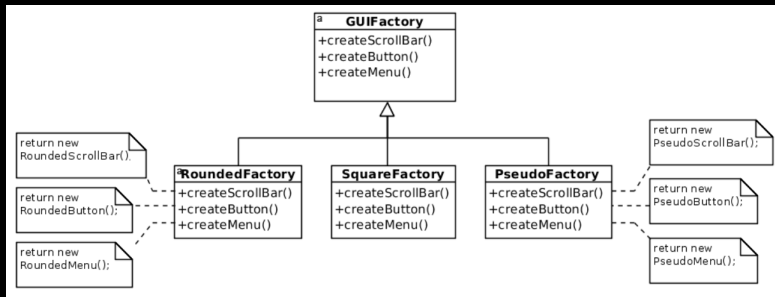 a
GUIFactory
+createScrollBar()
+createButton()
+createMenu()
return new
RoundedScrollBar().
return new
RoundedButton();
return new
RoundedMenu();
a
RoundedFactory
+createScrollBar()
+createButton()
+createMenu()
SquareFactory
+createScrollBar()
+createButton()
+createMenu()
PseudoFactory
+createScrollBar()
+createButton()
+createMenu()
return new
PseudoScrollBar();
return new
PseudoButton();
return new
PseudoMenu();